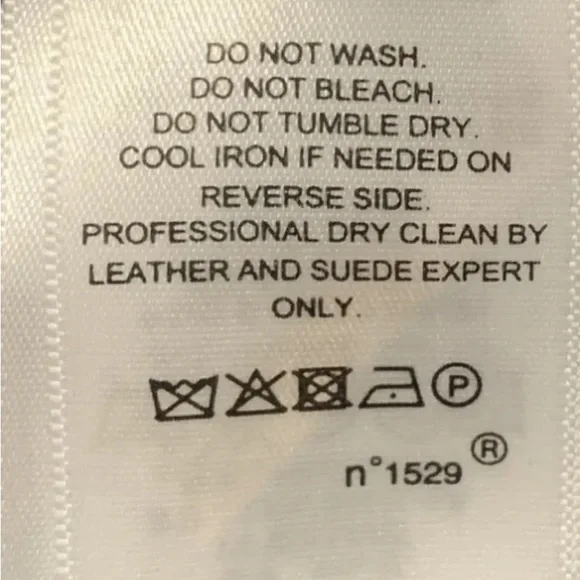 DO NOT WASH.
DO NOT BLEACH.
DO NOT TUMBLE DRY.
COOL IRON IF NEEDED ON
REVERSE SIDE.
PROFESSIONAL DRY CLEAN BY
LEATHER AND SUEDE EXPERT
ONLY.
P
n°1529®